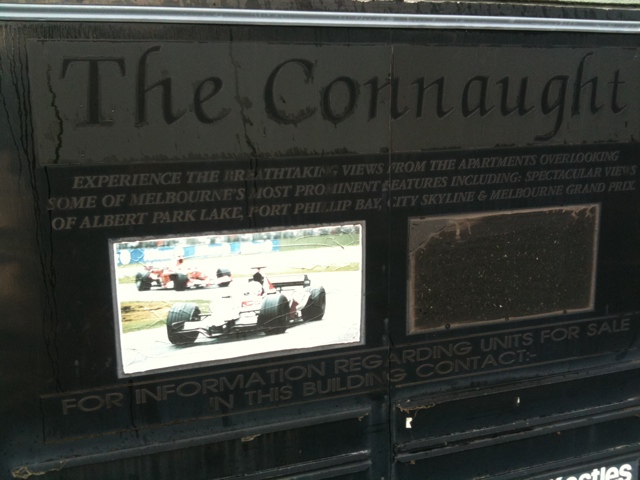 The Connaught
EXPERIENCE THE BREATHTAKING VIEWS FROM THE APARTMENTS OVERLOOKING
SOME OF MELBOURNE'S MOST PROMINENT FEATURES INCLUDING: SPECTACULAR VIEWS
OF ALBERT PARK LAKE, PORT PHILLIP BAY, CITY SKYLINE & MELBOURNE GRAND PRIX.
FOR INFORMATION REGARDING UNITS FOR SALE
IN THIS BUILDING CONTACT:-